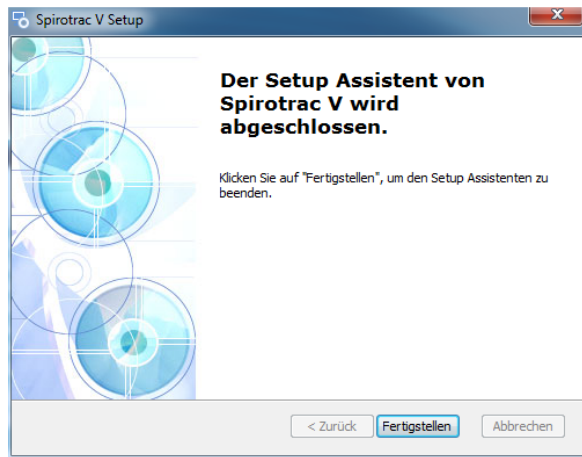 Spirotrac V Setup
Der Setup Assistent von
Spirotrac V wird
abgeschlossen.
Klicken Sie auf "Fertigstellen", um den Setup Assistenten zu
beenden.
< Zurück Fertigstellen Abbrechen